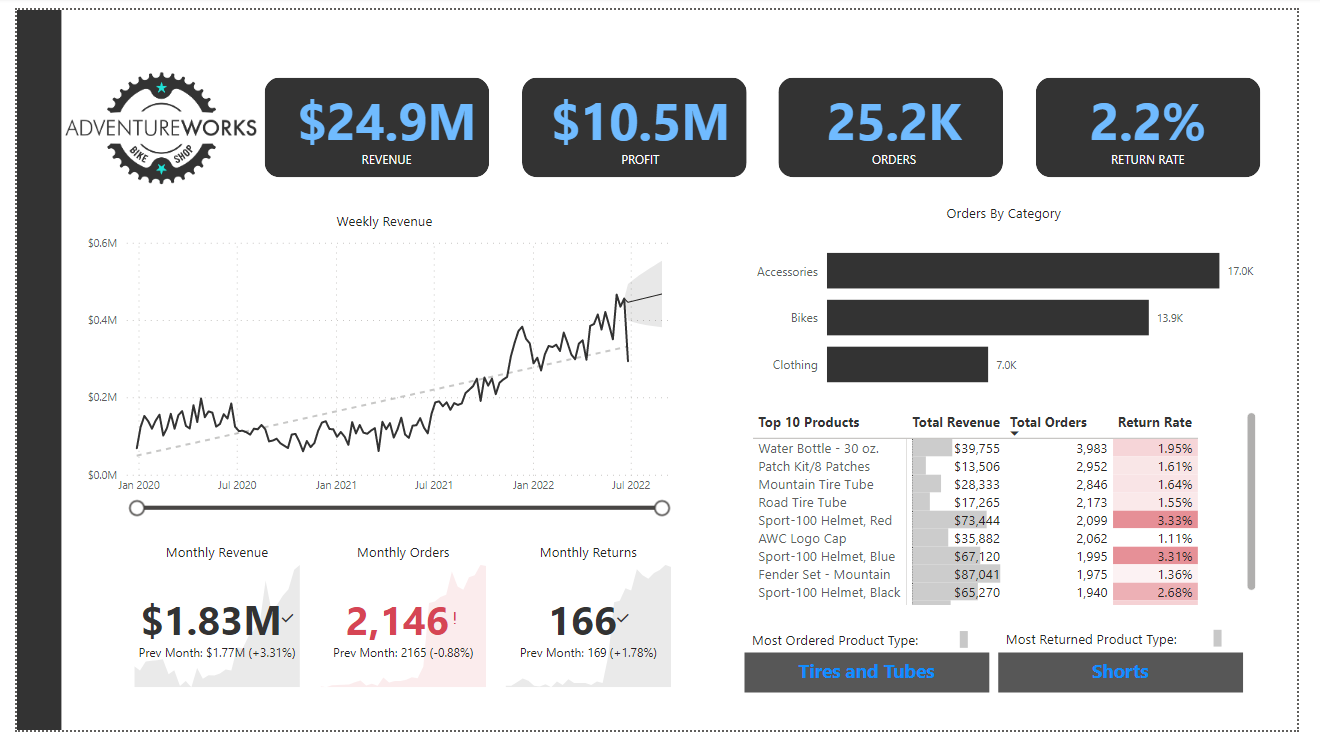 ADVENTUREWORKS
BIKE SHOP
$24.9M
REVENUE
$10.5M
PROFIT
25.2K
ORDERS
2.2%
RETURN RATE
Weekly Revenue
$0.6M
$0.4M
$0.2M
$0.0M
Jan 2020 Jul 2020 Jan 2021 Jul 2021 Jan 2022 Jul 2022
Orders By Category
Accessories 17.0K
Bikes 13.9K
Clothing 7.0K
Top 10 Products Total Revenue Total Orders Return Rate
Water Bottle - 30 oz. $39,755 3,983 1.95%
Patch Kit/8 Patches $13,506 2,952 1.61%
Mountain Tire Tube $28,333 2,846 1.64%
Road Tire Tube $17,265 2,173 1.55%
Sport-100 Helmet, Red $73,444 2,099 3.33%
AWC Logo Cap $35,882 2,062 1.11%
Sport-100 Helmet, Blue $67,120 1,995 3.31%
Fender Set - Mountain $87,041 1,975 1.36%
Sport-100 Helmet, Black $65,270 1,940 2.68%
Monthly Revenue
$1.83M
Prev Month: $1.77M (+3.31%)
Monthly Orders
2,146!
Prev Month: 2165 (-0.88%)
Monthly Returns
166
Prev Month: 169 (+1.78%)
Most Ordered Product Type:
Tires and Tubes
Most Returned Product Type:
Shorts